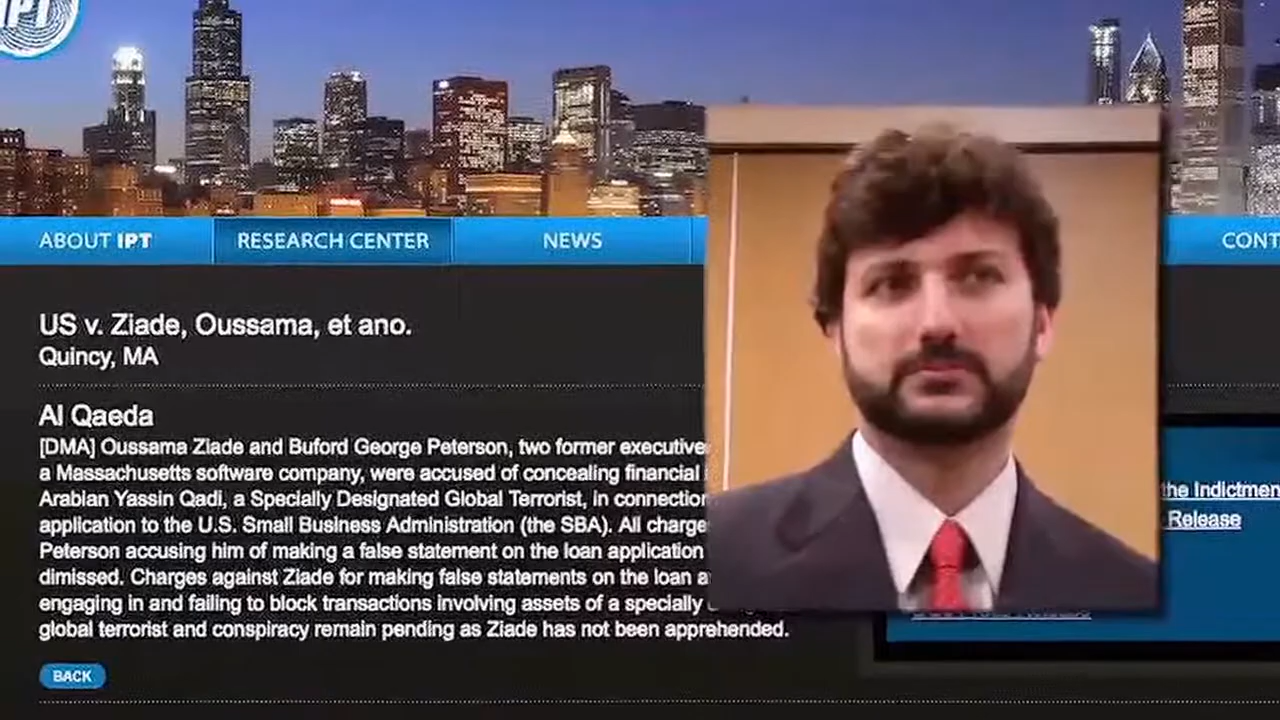 IPT
ABOUT IPT
RESEARCH CENTER
NEWS
CONT
US v. Ziade, Oussama, et ano.
Quincy, MA
Al Qaeda
[DMA] Oussama Ziade and Buford George Peterson, two former executive
a Massachusetts software company, were accused of concealing financial
Arabian Yassin Qadi, a Specially Designated Global Terrorist, in connection
application to the U.S. Small Business Administration (the SBA). All charge
Peterson accusing him of making a false statement on the loan application
dimissed. Charges against Ziade for making false statements on the loan a
engaging in and failing to block transactions involving assets of a specially
global terrorist and conspiracy remain pending as Ziade has not been apprehended.
the Indictmen
Release
BACK